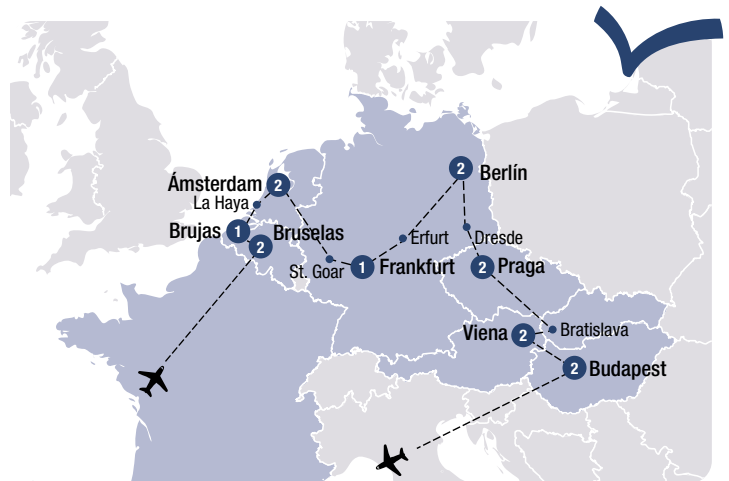 2 Berlín
Ámsterdam 2
La Haya
Brujas 1
2 Bruselas
Erfurt
Dresde
St. Goar
1 Frankfurt
2 Praga
Viena 2
Bratislava
2 Budapest